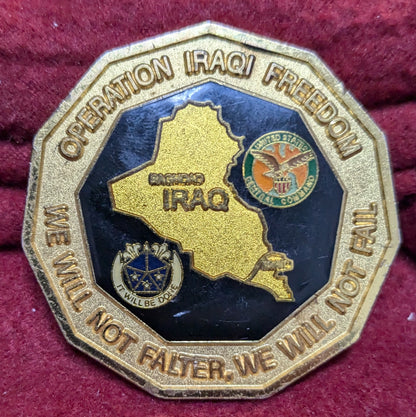 OPERATION IRAQI FREEDOM
UNITED STATES
CENTRAL COMMAND
BAGHDAD
IRAQ
IT WILL BE DONE
WE WILL NOT FALTER. WE WILL NOT FAIL